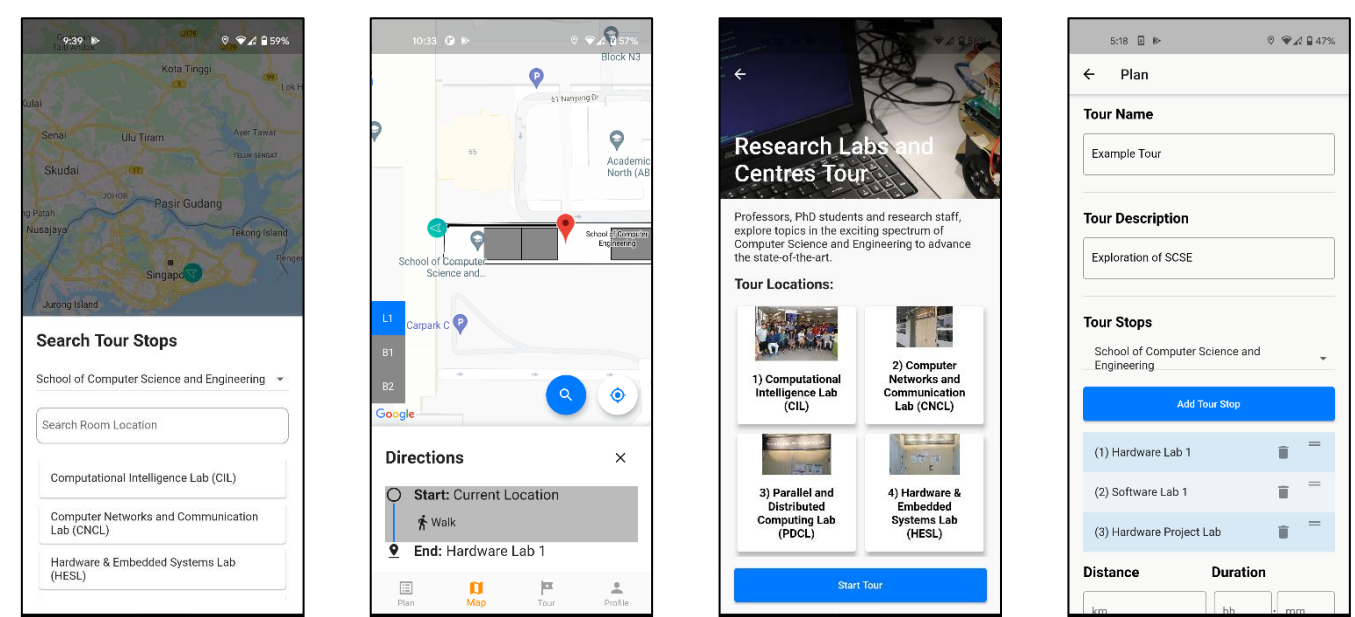 9:39
59%
Kota Tinggi
Kulai
Senai
Ulu Tiram
Ayer Tawar
TELUK SENGAT
Skudai
JOHOR
Pasir Gudang
Nusajaya
Tekong Island
Singapo
Jurong Island
Search Tour Stops
School of Computer Science and Engineering
Search Room Location
Computational Intelligence Lab (CIL)
Computer Networks and Communication
Lab (CNCL)
Hardware & Embedded Systems Lab
(HESL)
10:33
57%
Block N3
61 Nanyang Dr
65
Academic
North (AB
School of Computer
Engineering
School of Computer
Science and...
L1
Carpark C
B1
B2
Google
Directions
Start: Current Location
Walk
End: Hardware Lab 1
Plan
Map
Tour
Profile
56%
Research Labs and
Centres Tour
Professors, PhD students and research staff,
explore topics in the exciting spectrum of
Computer Science and Engineering to advance
the state-of-the-art.
Tour Locations:
1) Computational
Intelligence Lab
(CIL)
2) Computer
Networks and
Communication
Lab (CNCL)
3) Parallel and
Distributed
Computing Lab
(PDCL)
4) Hardware &
Embedded
Systems Lab
(HESL)
Start Tour
5:18
47%
Plan
Tour Name
Example Tour
Tour Description
Exploration of SCSE
Tour Stops
School of Computer Science and
Engineering
Add Tour Stop
(1) Hardware Lab 1
(2) Software Lab 1
(3) Hardware Project Lab
Distance Duration
km hh : mm